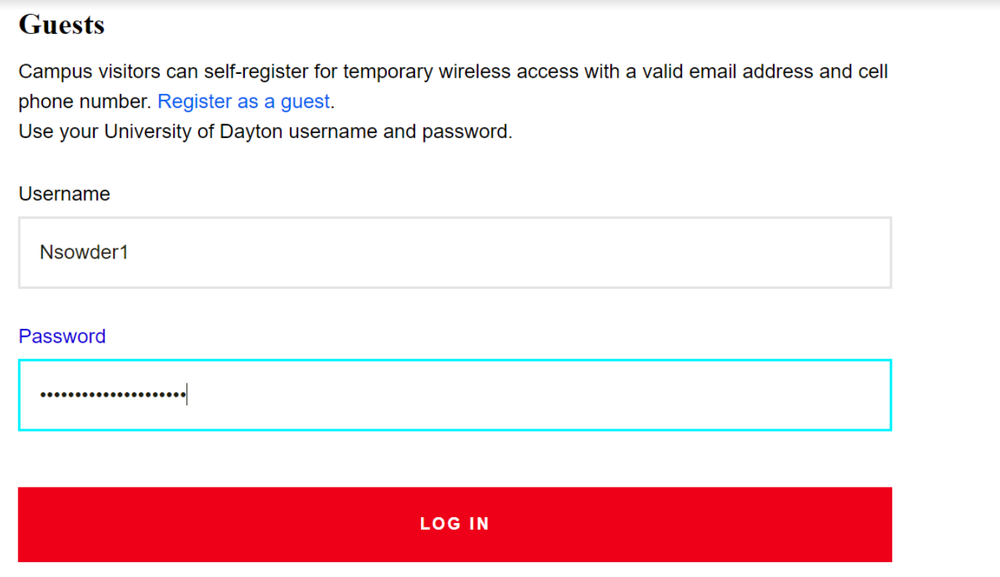 Guests
Campus visitors can self-register for temporary wireless access with a valid email address and cell
phone number. Register as a guest.
Use your University of Dayton username and password.
Username
Nsowder1
Password
•••••••••••••••••••••
LOG IN